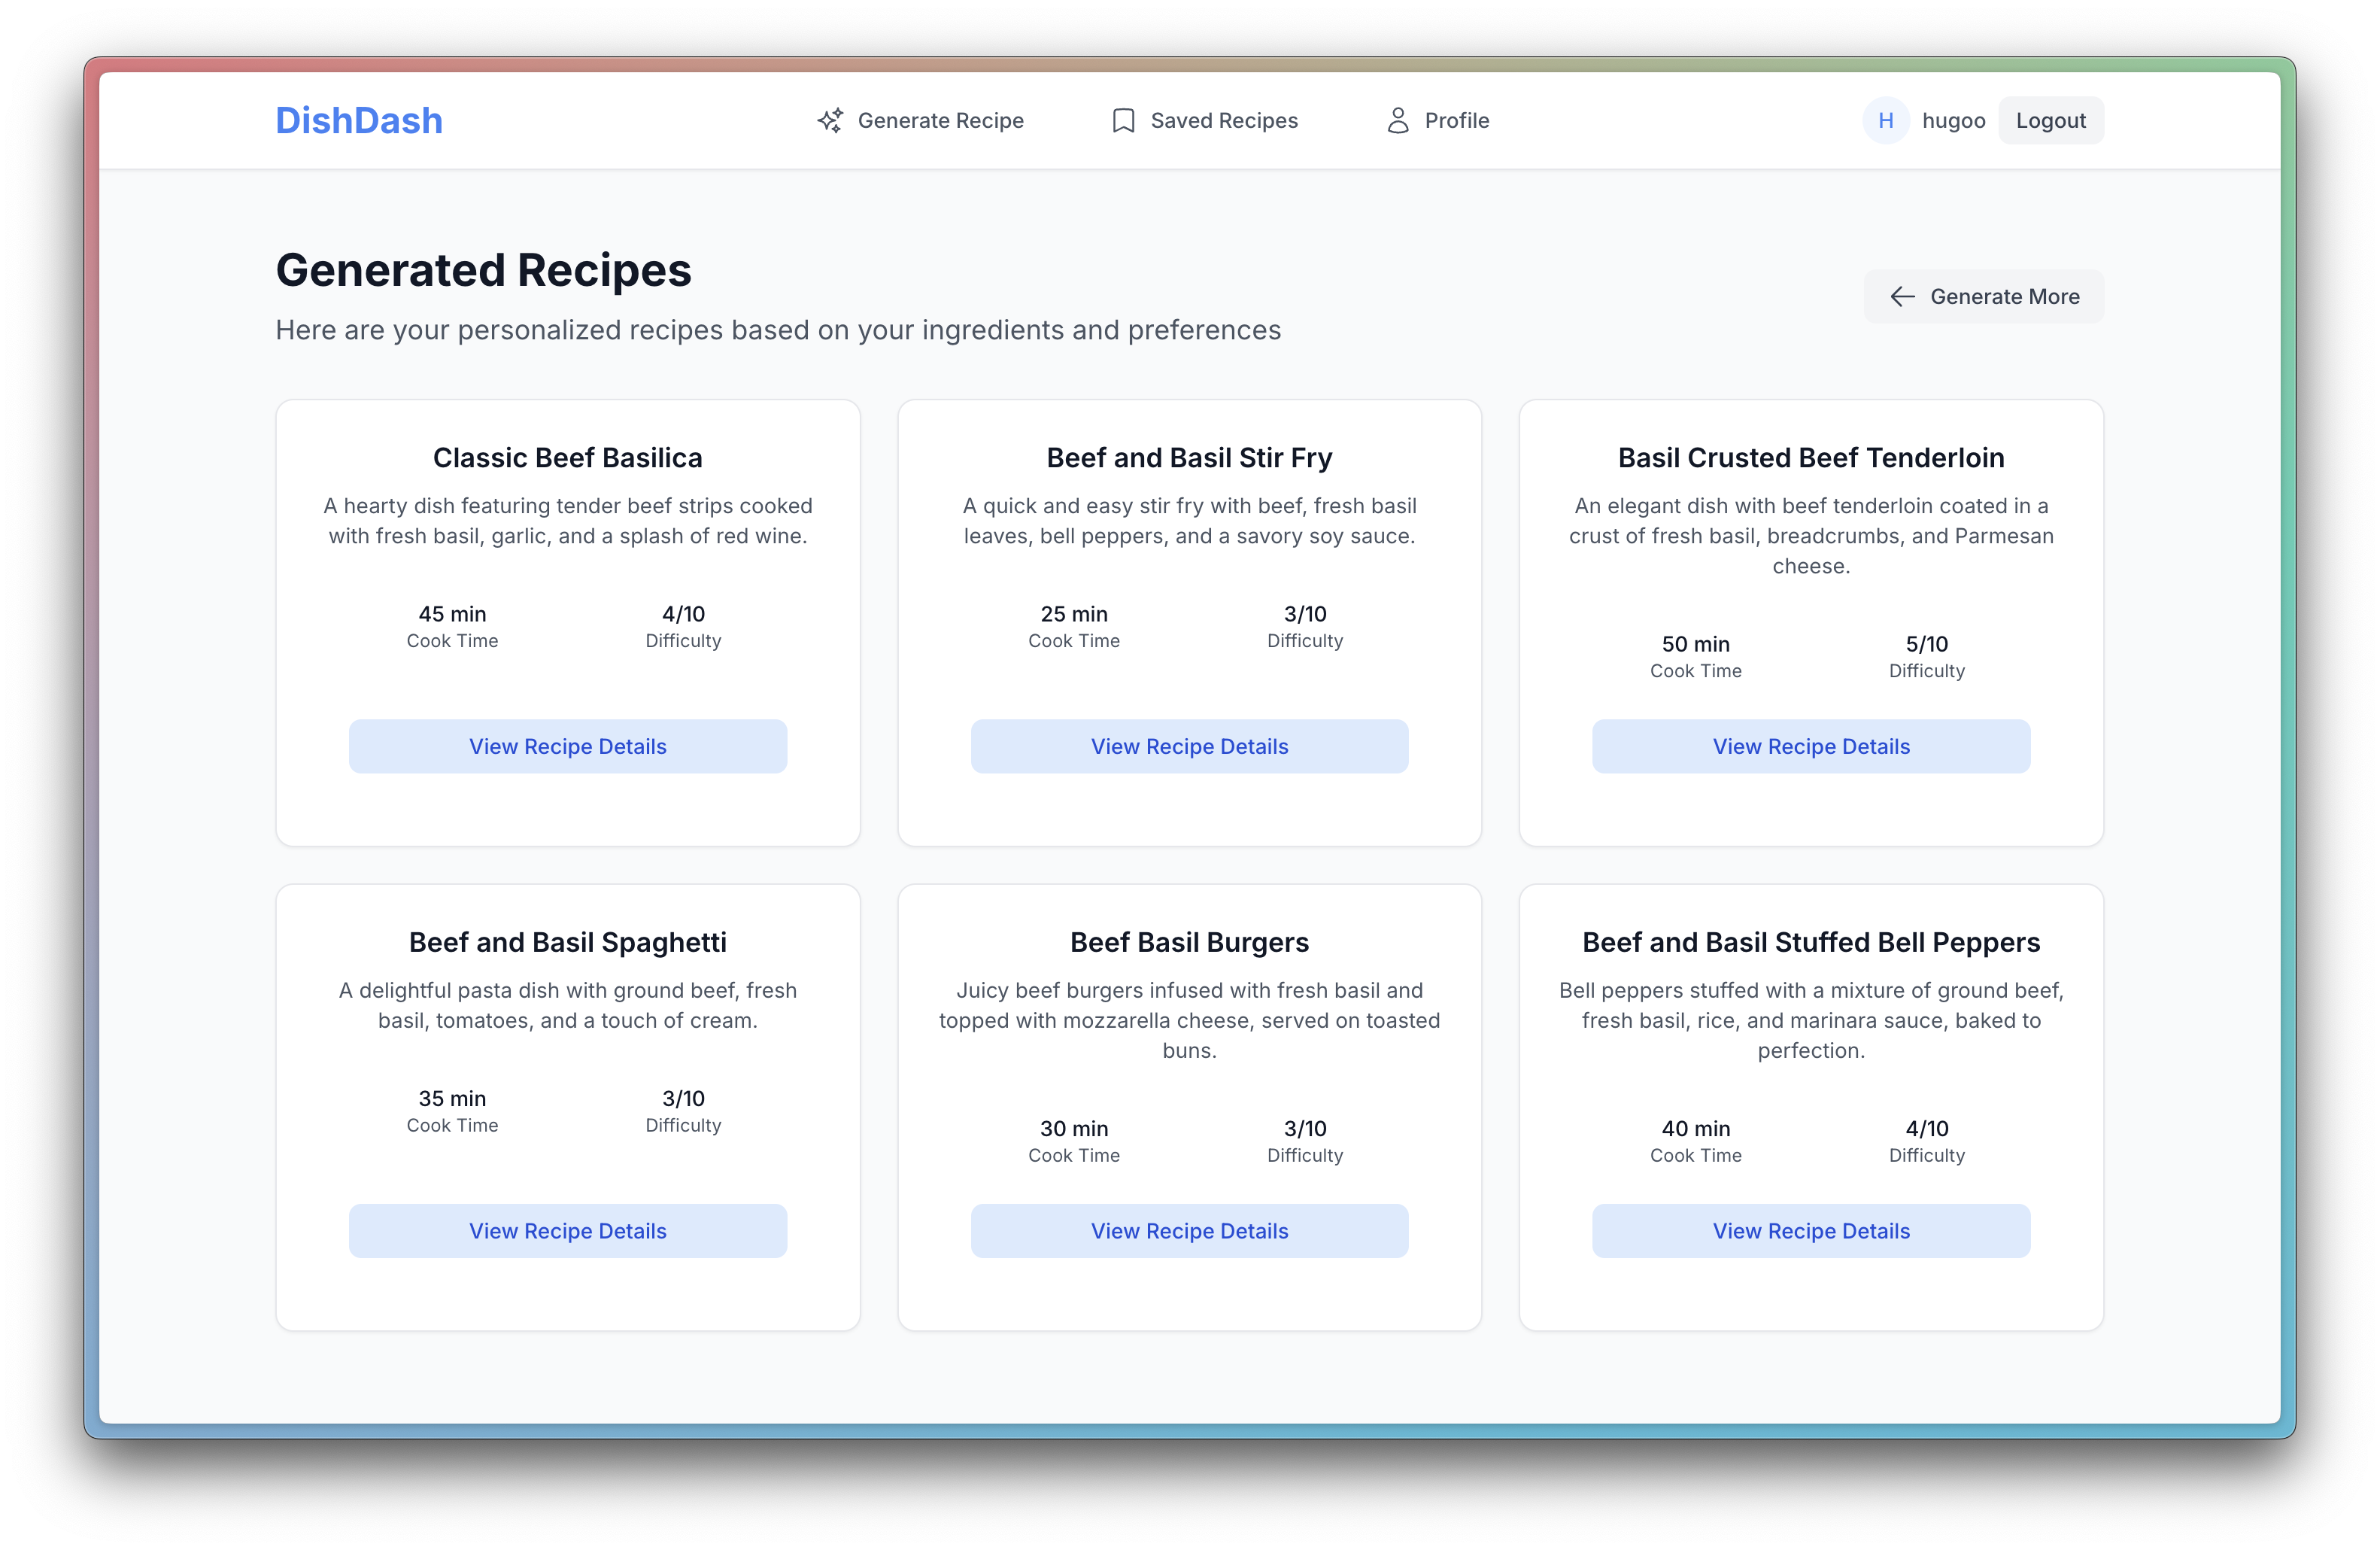 DishDash
Generate Recipe
Saved Recipes
Profile
H
hugoo
Logout
Generated Recipes
Here are your personalized recipes based on your ingredients and preferences
Generate More
Classic Beef Basilica
A hearty dish featuring tender beef strips cooked
with fresh basil, garlic, and a splash of red wine.
45 min
Cook Time
4/10
Difficulty
View Recipe Details
Beef and Basil Stir Fry
A quick and easy stir fry with beef, fresh basil
leaves, bell peppers, and a savory soy sauce.
25 min
Cook Time
3/10
Difficulty
View Recipe Details
Basil Crusted Beef Tenderloin
An elegant dish with beef tenderloin coated in a
crust of fresh basil, breadcrumbs, and Parmesan
cheese.
50 min
Cook Time
5/10
Difficulty
View Recipe Details
Beef and Basil Spaghetti
A delightful pasta dish with ground beef, fresh
basil, tomatoes, and a touch of cream.
35 min
Cook Time
3/10
Difficulty
View Recipe Details
Beef Basil Burgers
Juicy beef burgers infused with fresh basil and
topped with mozzarella cheese, served on toasted
buns.
30 min
Cook Time
3/10
Difficulty
View Recipe Details
Beef and Basil Stuffed Bell Peppers
Bell peppers stuffed with a mixture of ground beef,
fresh basil, rice, and marinara sauce, baked to
perfection.
40 min
Cook Time
4/10
Difficulty
View Recipe Details